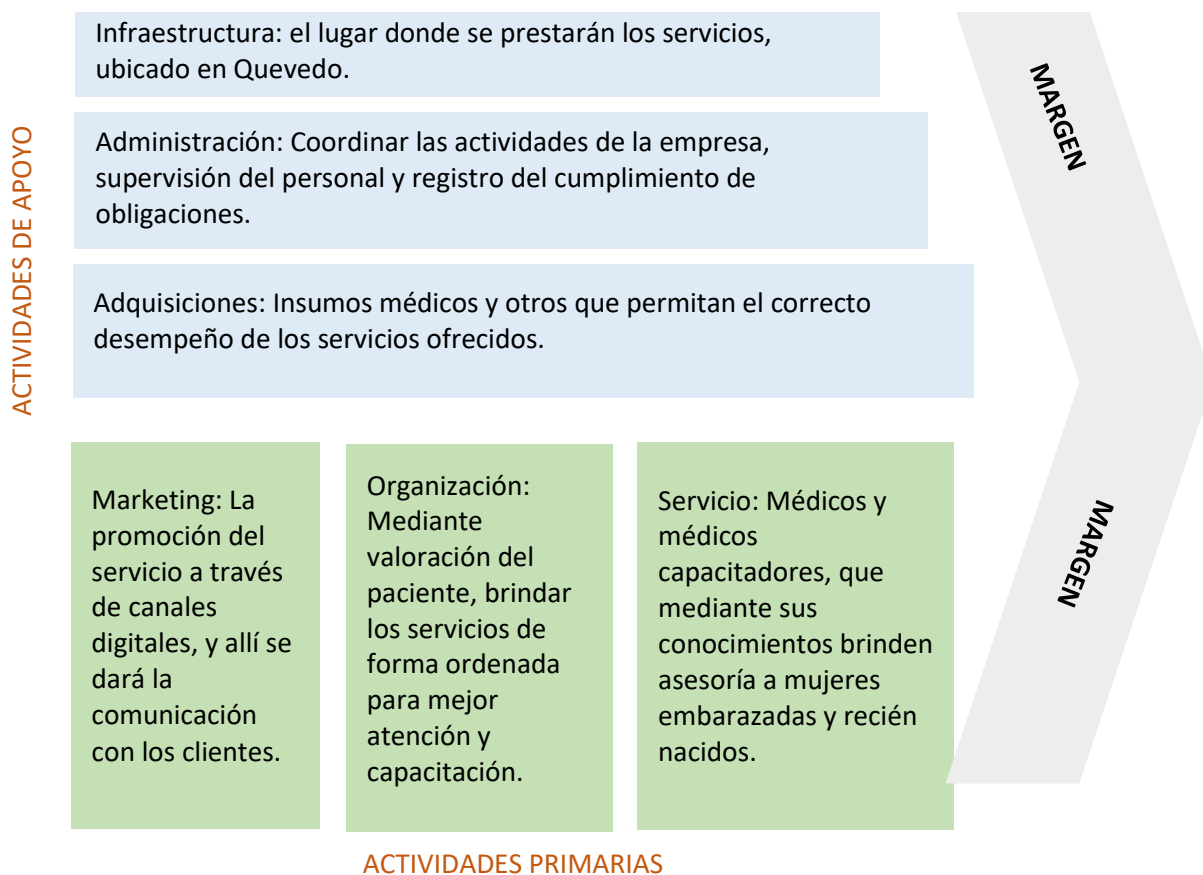 Infraestructura: el lugar donde se prestarán los servicios,
ubicado en Quevedo.
MARGEN
ACTIVIDADES DE APOYO
Administración: Coordinar las actividades de la empresa,
supervisión del personal y registro del cumplimiento de
obligaciones.
Adquisiciones: Insumos médicos y otros que permitan el correcto
desempeño de los servicios ofrecidos.
Marketing: La
promoción del
servicio a través
de canales
digitales, y allí se
dará la
comunicación
con los clientes.
Organización:
Mediante
valoración del
paciente, brindar
los servicios de
forma ordenada
para mejor
atención y
capacitación.
Servicio: Médicos y
médicos
capacitadores, que
mediante sus
conocimientos brinden
asesoría a mujeres
embarazadas y recién
nacidos.
MARGEN
ACTIVIDADES PRIMARIAS